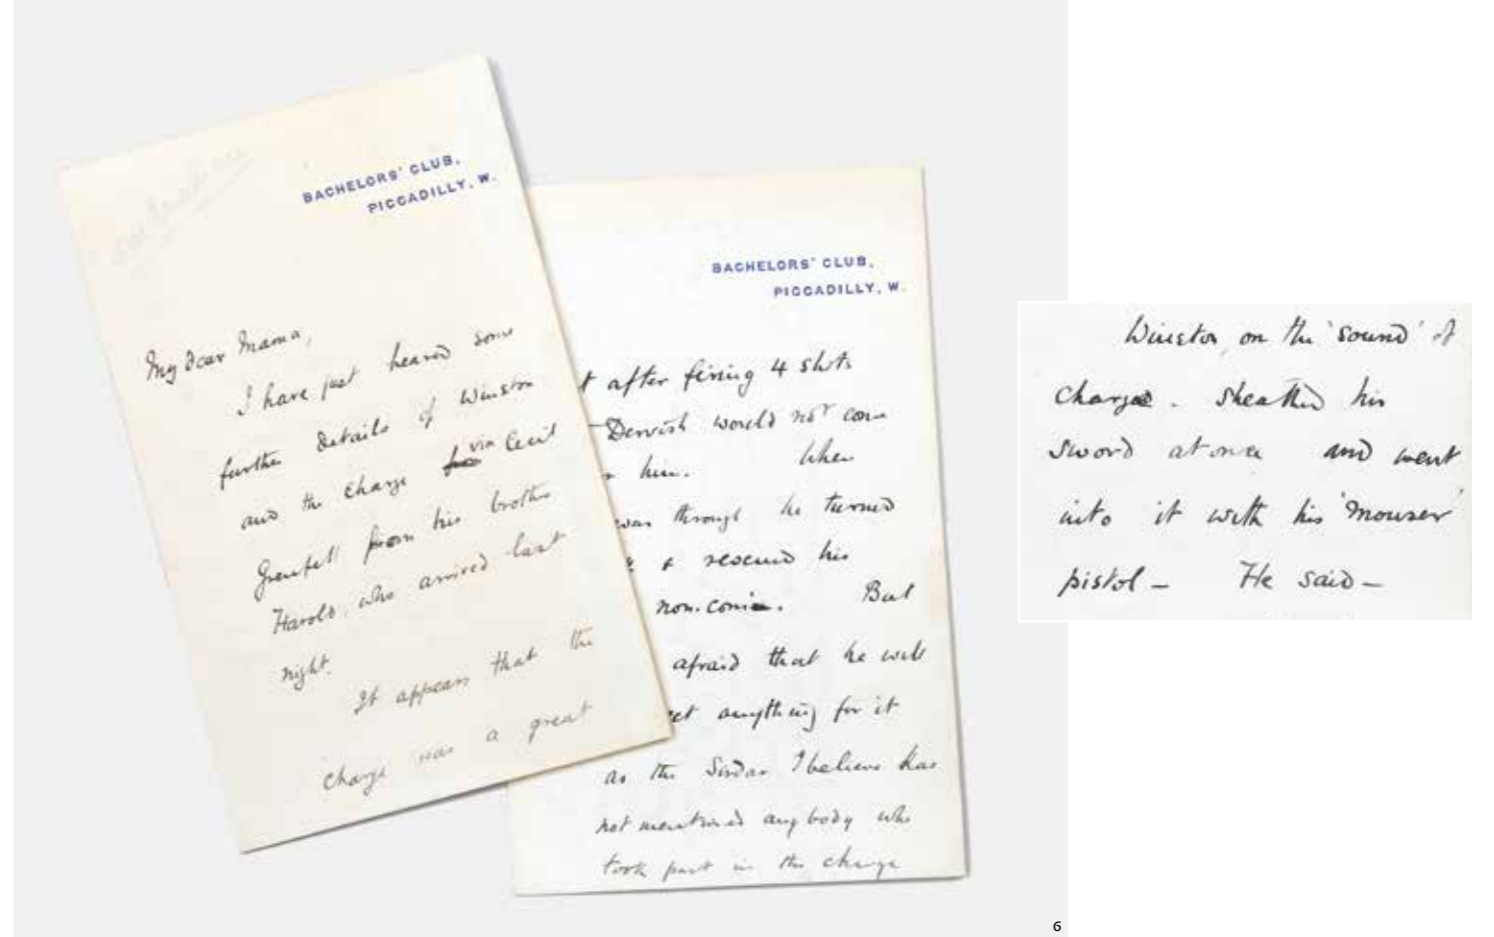 BACHELORS' CLUB,
PICCADILLY, W.
My dear Mama,
I have just heard some
further details of Winston
and the charge via Cecil
Grenfell from his brother
Harold, who arrived last
night.
It appears that the
charge was a great
BACHELORS' CLUB,
PICCADILLY, W.
t after firing 4 shots
Dervish would not come
him. When
was through he turned
& rescued his
non. com. But
afraid that he will
get anything for it
as the Sirdar I believe has
not mentioned anybody who
took part in the charge
Winston, on the 'sound' of
Charge. sheathed his
sword at once and went
into it with his 'mouser'
pistol — He said —
6